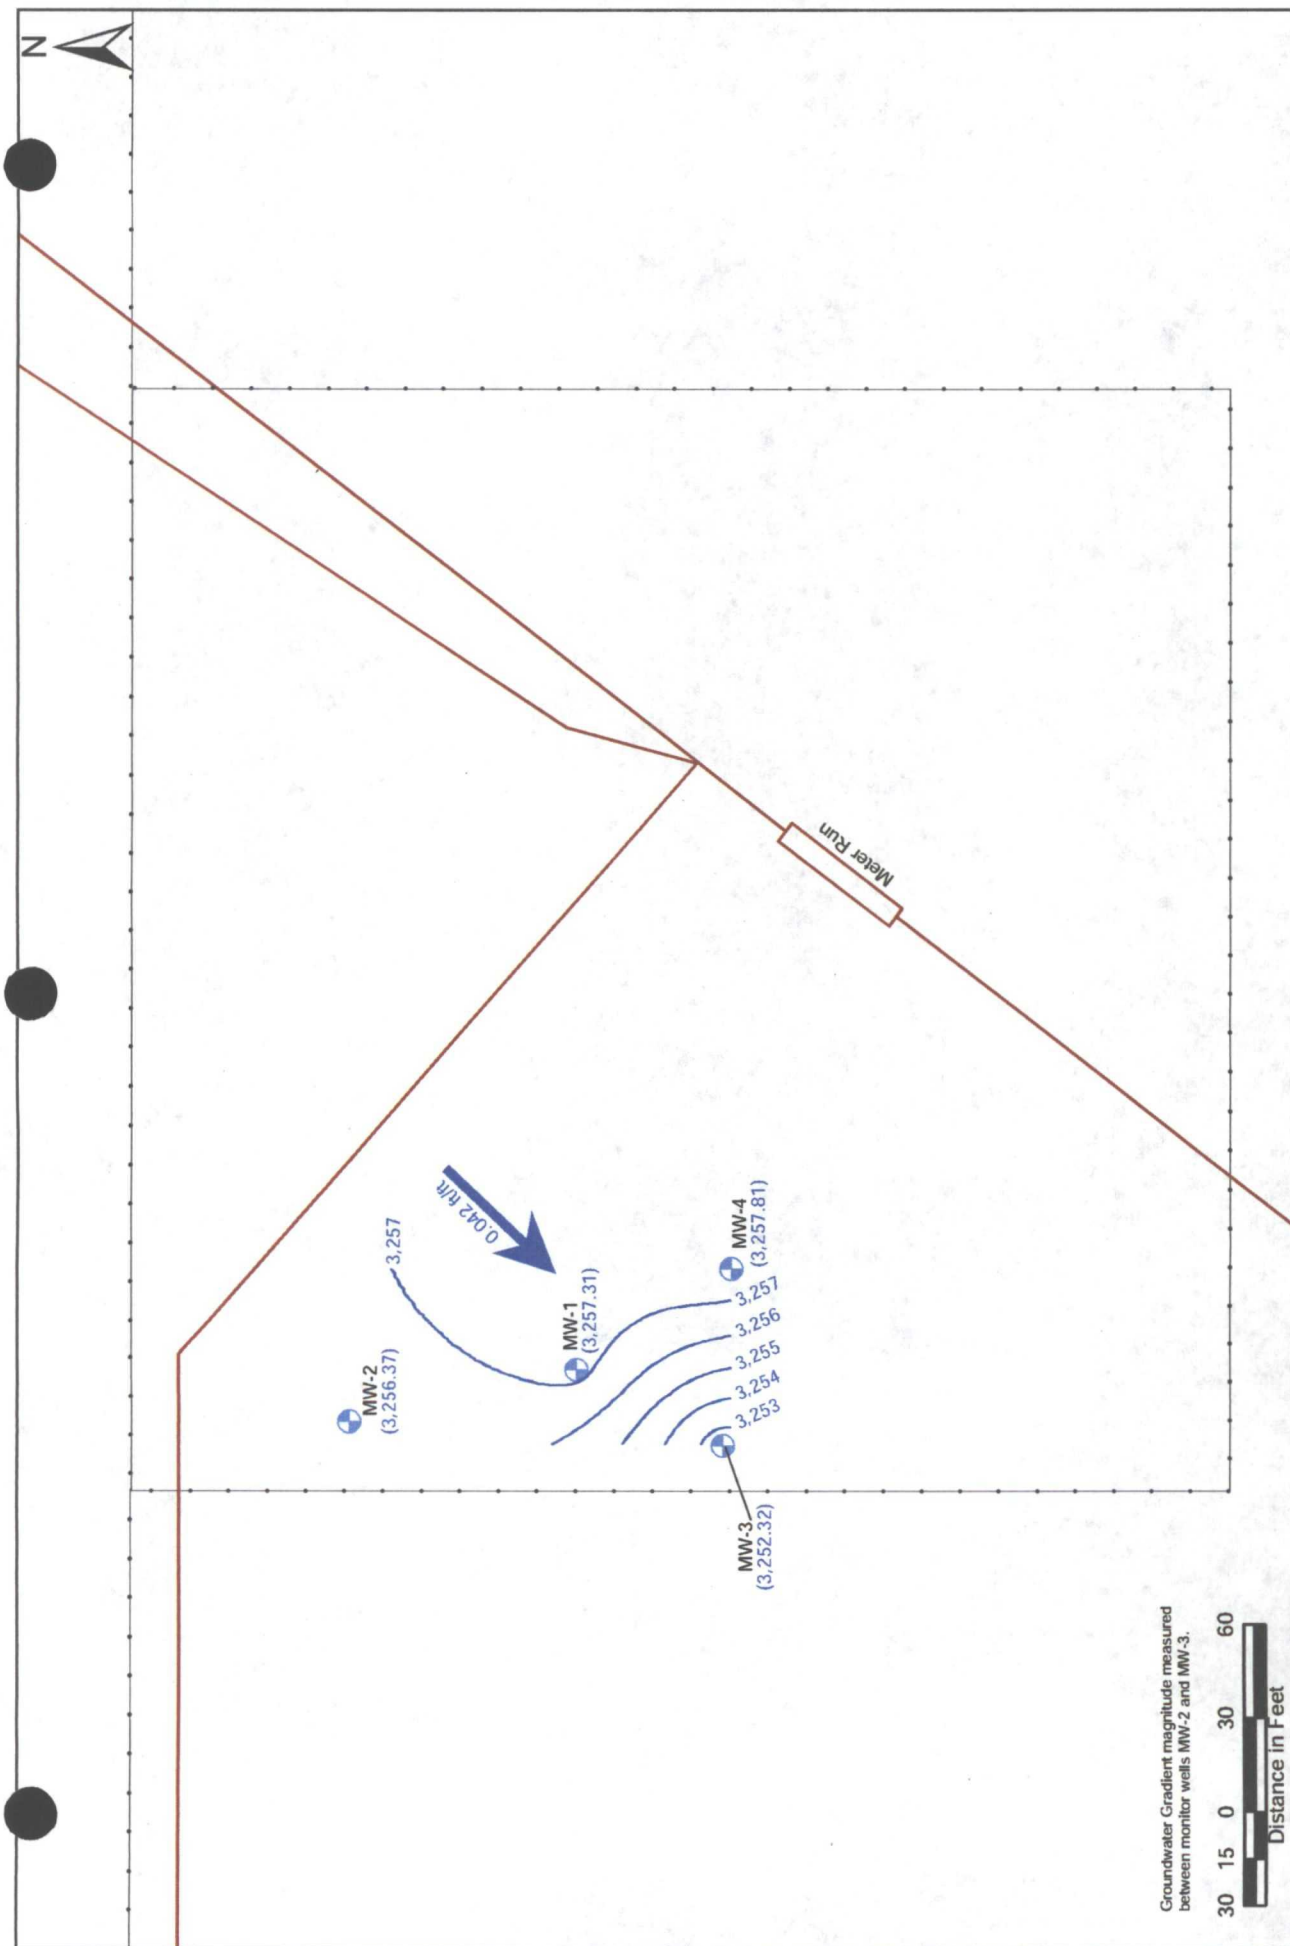 N
Meter Run
0.042 ft/ft
3,257
MW-2
(3,256.37)
MW-1
(3,257.31)
MW-4
(3,257.81)
3,257
3,256
3,255
3,254
3,253
MW-3
(3,252.32)
Groundwater Gradient magnitude measured
between monitor wells MW-2 and MW-3.
30 15 0 30 60
Distance in Feet